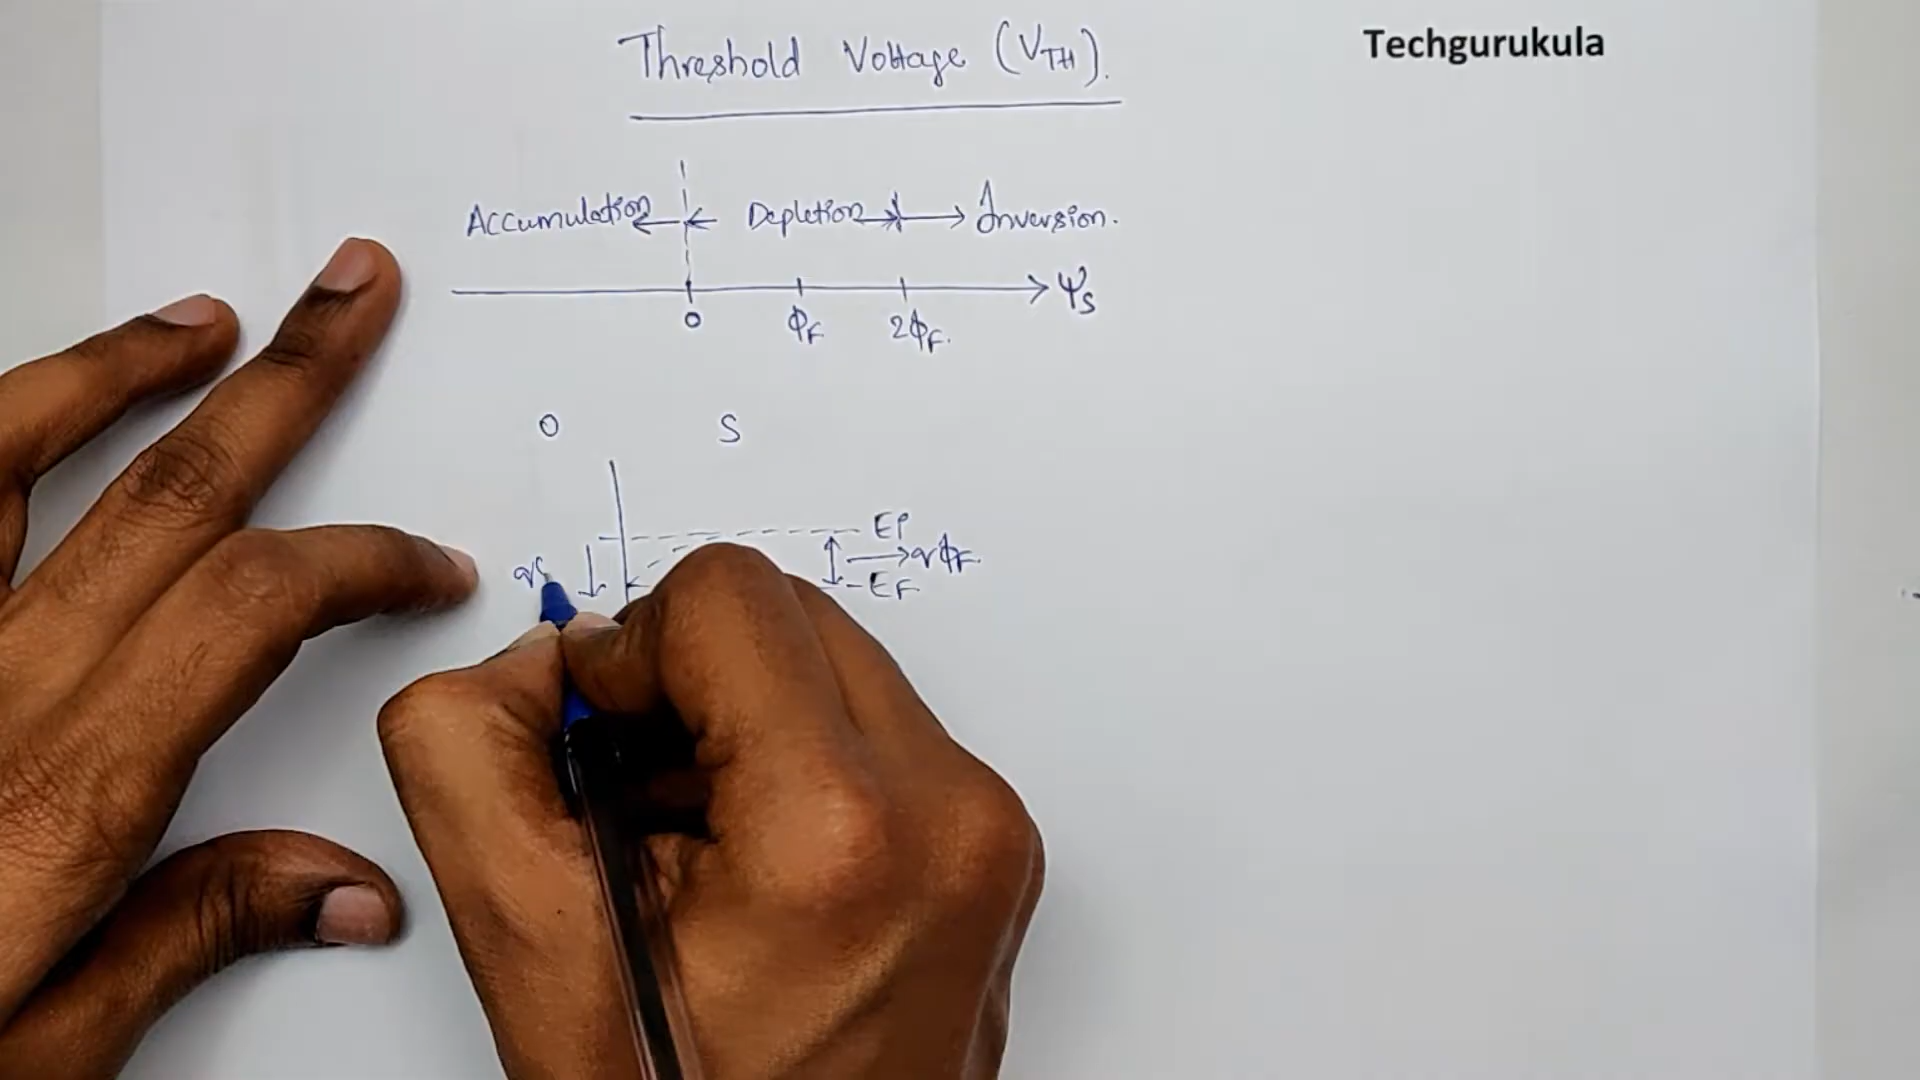 Threshold Voltage (VTH).
Techgurukula
Accumulation Depletion Inversion.
ψs
0 ϕF 2ϕF.
O S
Ei
qϕF.
EF